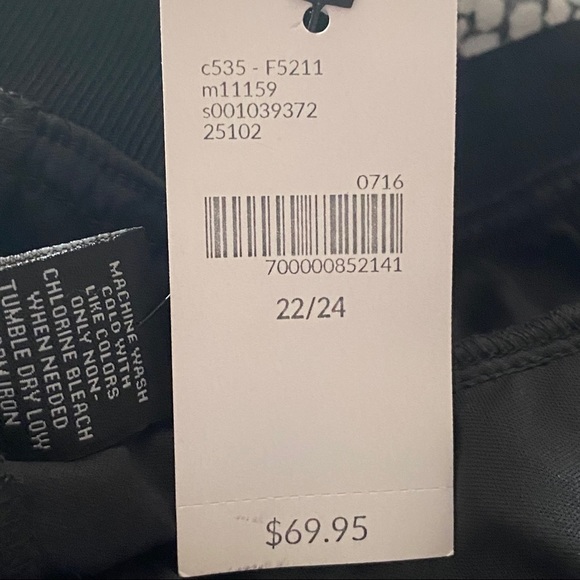 c535 - F5211
m11159
s001039372
25102
0716
700000852141
22/24
$69.95
MACHINE WASH
COLD WITH
LIKE COLORS
ONLY NON-
CHLORINE BLEACH
WHEN NEEDED
TUMBLE DRY LOW
IRON